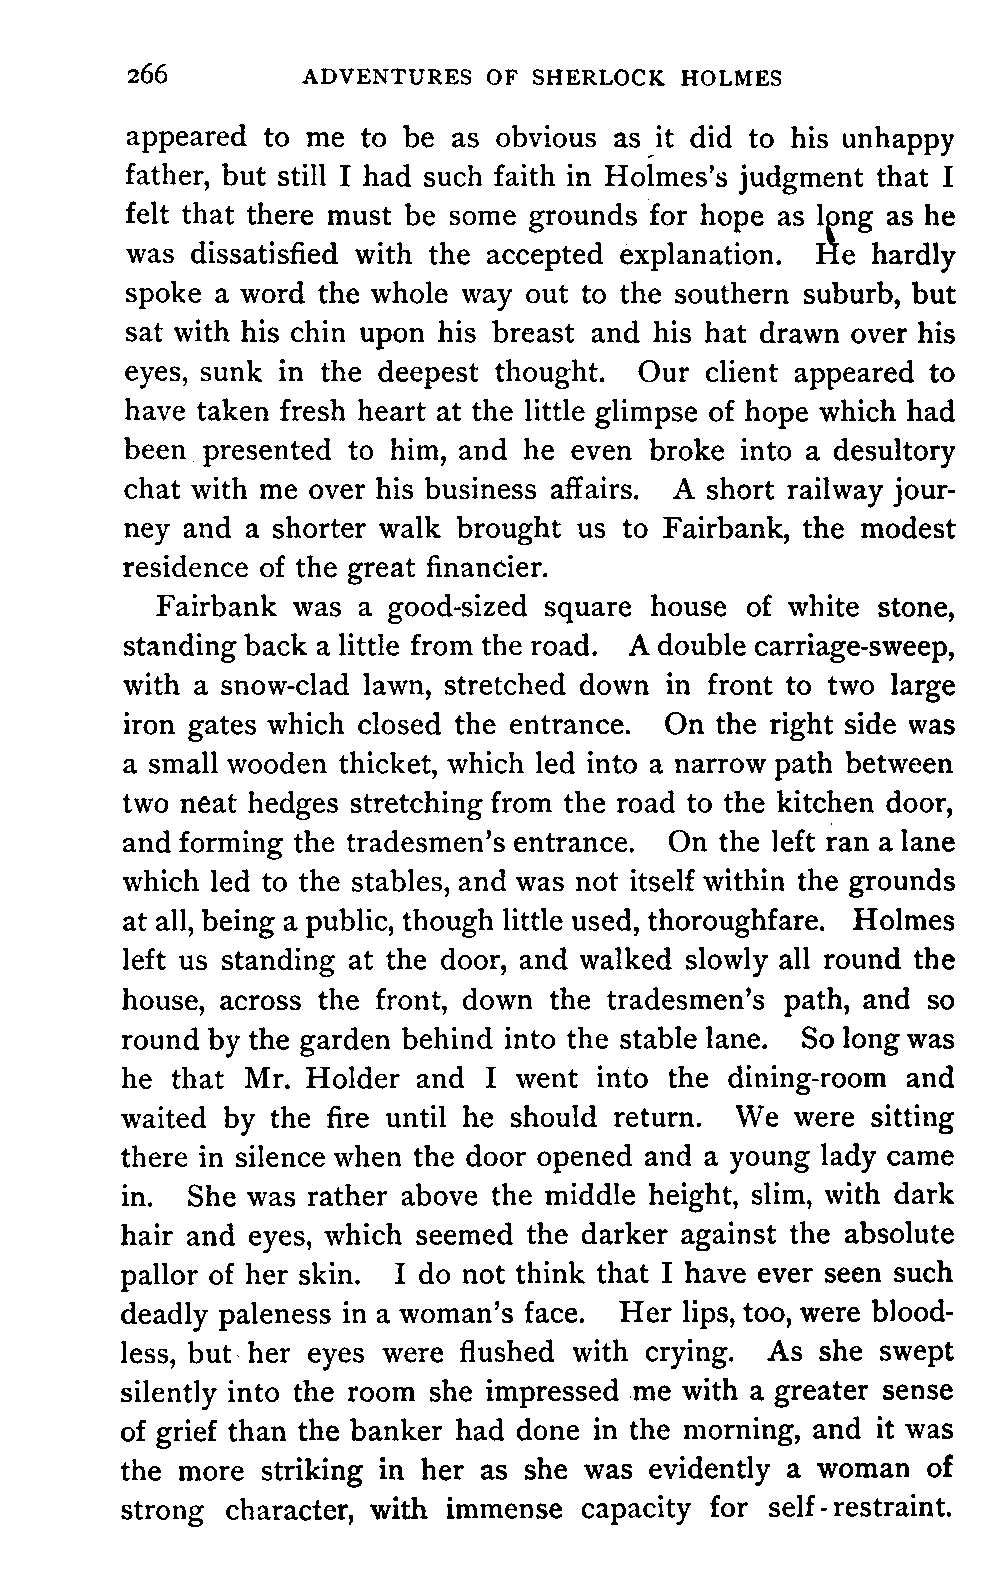 266 ADVENTURES OF SHERLOCK HOLMES
appeared to me to be as obvious as it did to his unhappy
father, but still I had such faith in Holmes's judgment that I
felt that there must be some grounds for hope as long as he
was dissatisfied with the accepted explanation. He hardly
spoke a word the whole way out to the southern suburb, but
sat with his chin upon his breast and his hat drawn over his
eyes, sunk in the deepest thought. Our client appeared to
have taken fresh heart at the little glimpse of hope which had
been presented to him, and he even broke into a desultory
chat with me over his business affairs. A short railway jour-
ney and a shorter walk brought us to Fairbank, the modest
residence of the great financier.
Fairbank was a good-sized square house of white stone,
standing back a little from the road. A double carriage-sweep,
with a snow-clad lawn, stretched down in front to two large
iron gates which closed the entrance. On the right side was
a small wooden thicket, which led into a narrow path between
two neat hedges stretching from the road to the kitchen door,
and forming the tradesmen's entrance. On the left ran a lane
which led to the stables, and was not itself within the grounds
at all, being a public, though little used, thoroughfare. Holmes
left us standing at the door, and walked slowly all round the
house, across the front, down the tradesmen's path, and so
round by the garden behind into the stable lane. So long was
he that Mr. Holder and I went into the dining-room and
waited by the fire until he should return. We were sitting
there in silence when the door opened and a young lady came
in. She was rather above the middle height, slim, with dark
hair and eyes, which seemed the darker against the absolute
pallor of her skin. I do not think that I have ever seen such
deadly paleness in a woman's face. Her lips, too, were blood-
less, but her eyes were flushed with crying. As she swept
silently into the room she impressed me with a greater sense
of grief than the banker had done in the morning, and it was
the more striking in her as she was evidently a woman of
strong character, with immense capacity for self-restraint.